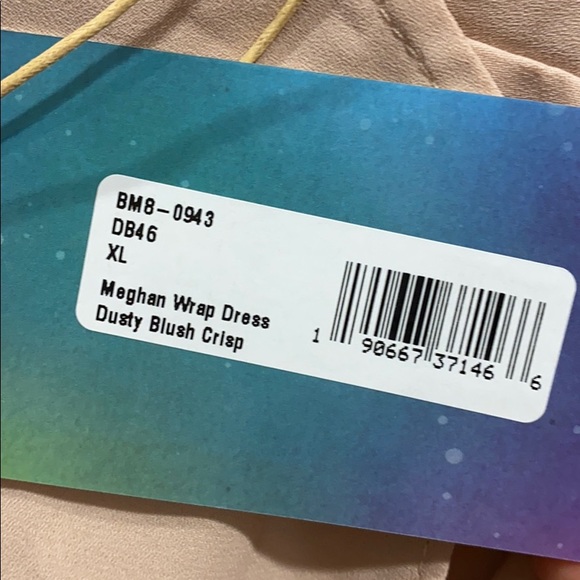 BM8-0943
DB46
XL
Meghan Wrap Dress
Dusty Blush Crisp
1 90667 37146 6